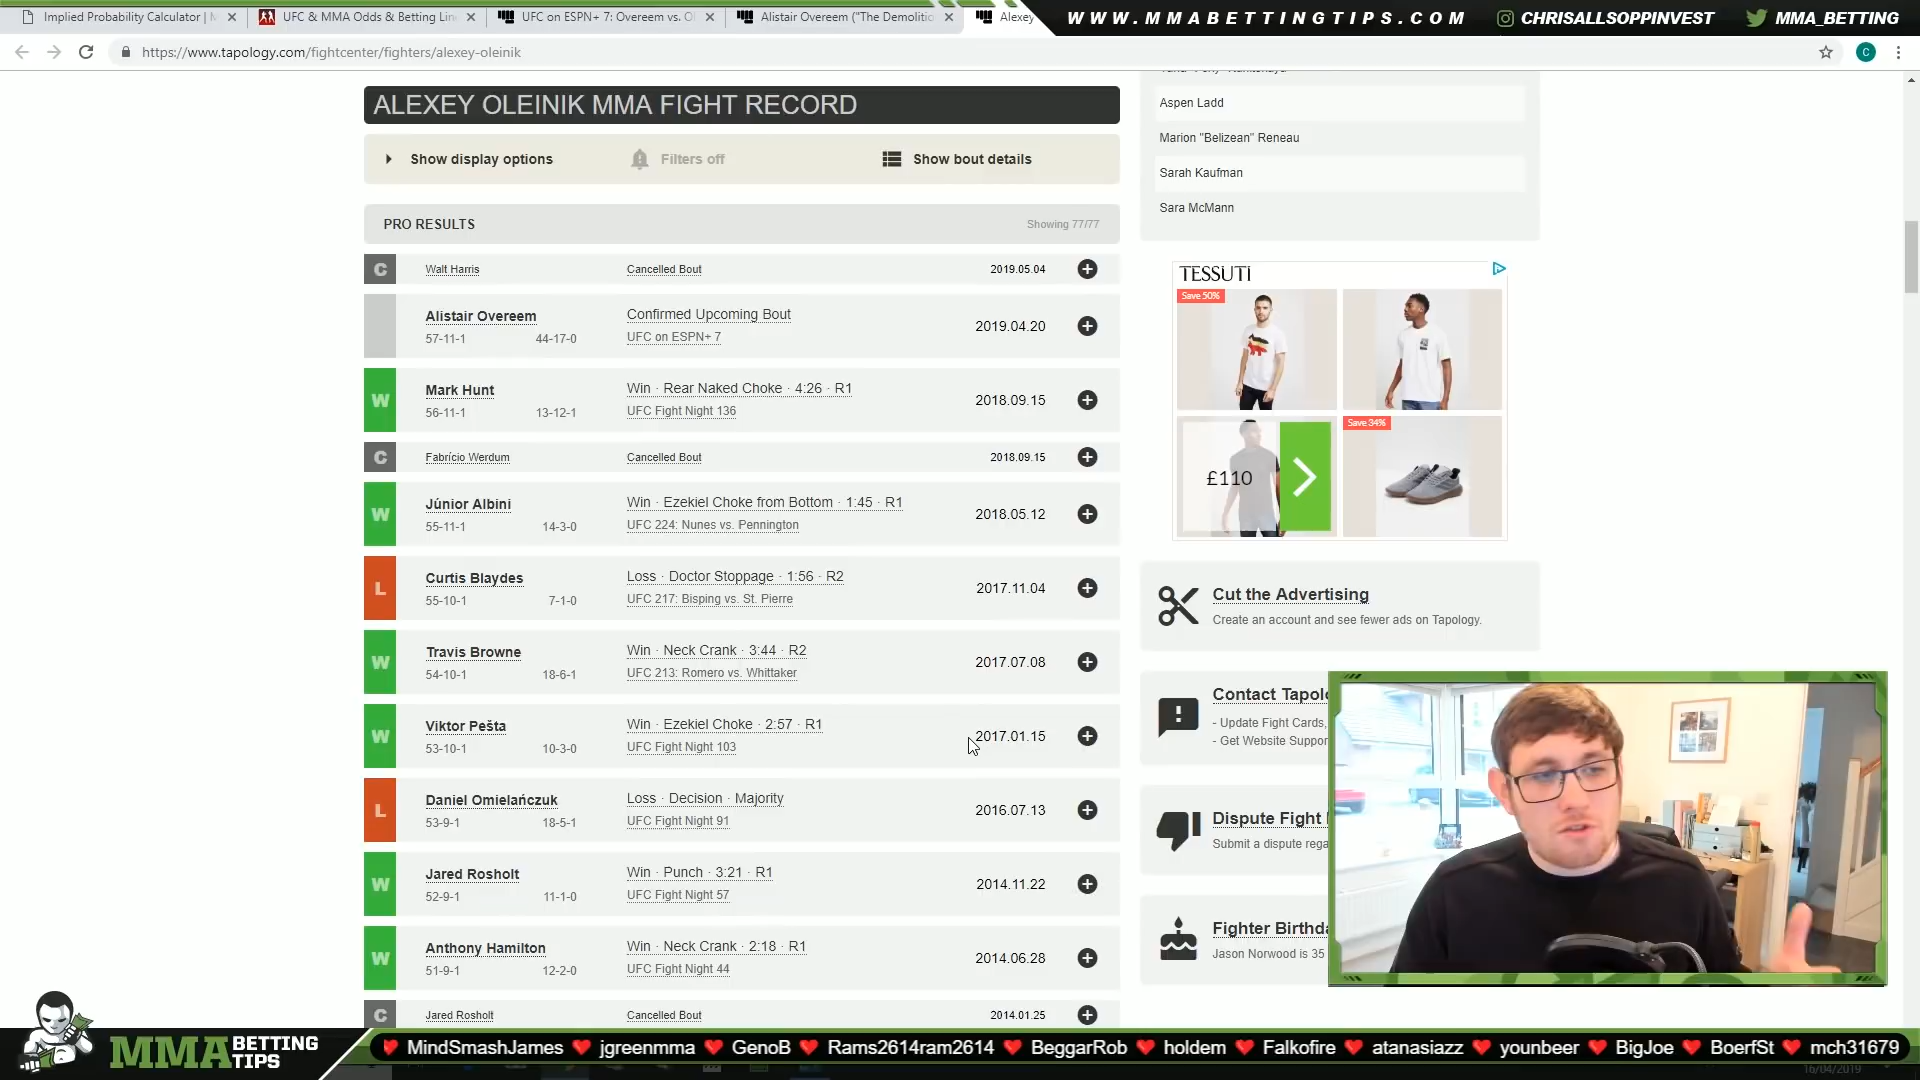 Implied Probability Calculator | M
UFC & MMA Odds & Betting Lin
UFC on ESPN+ 7: Overeem vs. O
Alistair Overeem ("The Demolitio
Alexey
WWW.MMABETTINGTIPS.COM
CHRISALLSOPPINVEST
MMA_BETTING
https://www.tapology.com/fightcenter/fighters/alexey-oleinik
C
ALEXEY OLEINIK MMA FIGHT RECORD
Show display options
Filters off
Show bout details
PRO RESULTS
Showing 77/77
C
Walt Harris
Cancelled Bout
2019.05.04
Alistair Overeem
Confirmed Upcoming Bout
2019.04.20
57-11-1
44-17-0
UFC on ESPN+ 7
W
Mark Hunt
Win · Rear Naked Choke · 4:26 · R1
2018.09.15
56-11-1
13-12-1
UFC Fight Night 136
C
Fabrício Werdum
Cancelled Bout
2018.09.15
W
Júnior Albini
Win · Ezekiel Choke from Bottom · 1:45 · R1
2018.05.12
55-11-1
14-3-0
UFC 224: Nunes vs. Pennington
L
Curtis Blaydes
Loss · Doctor Stoppage · 1:56 · R2
2017.11.04
55-10-1
7-1-0
UFC 217: Bisping vs. St. Pierre
W
Travis Browne
Win · Neck Crank · 3:44 · R2
2017.07.08
54-10-1
18-6-1
UFC 213: Romero vs. Whittaker
W
Viktor Pešta
Win · Ezekiel Choke · 2:57 · R1
2017.01.15
53-10-1
10-3-0
UFC Fight Night 103
L
Daniel Omielańczuk
Loss · Decision · Majority
2016.07.13
53-9-1
18-5-1
UFC Fight Night 91
W
Jared Rosholt
Win · Punch · 3:21 · R1
2014.11.22
52-9-1
11-1-0
UFC Fight Night 57
W
Anthony Hamilton
Win · Neck Crank · 2:18 · R1
2014.06.28
51-9-1
12-2-0
UFC Fight Night 44
C
Jared Rosholt
Cancelled Bout
2014.01.25
Aspen Ladd
Marion "Belizean" Reneau
Sarah Kaufman
Sara McMann
TESSUTI
Save 50%
£110
Save 34%
Cut the Advertising
Create an account and see fewer ads on Tapology.
Contact Tapolo
- Update Fight Cards,
- Get Website Suppor
Dispute Fight
Submit a dispute rega
Fighter Birthda
Jason Norwood is 35
MMA BETTING TIPS
MindSmashJames jgreenmma GenoB Rams2614ram2614 BeggarRob holdem Falkofire atanasiazz younbeer BigJoe BoerfSt mch31679
16/04/2019